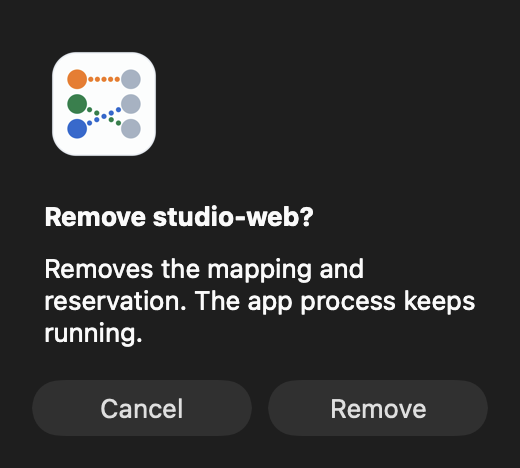 Remove studio-web?
Removes the mapping and
reservation. The app process keeps
running.
Cancel
Remove